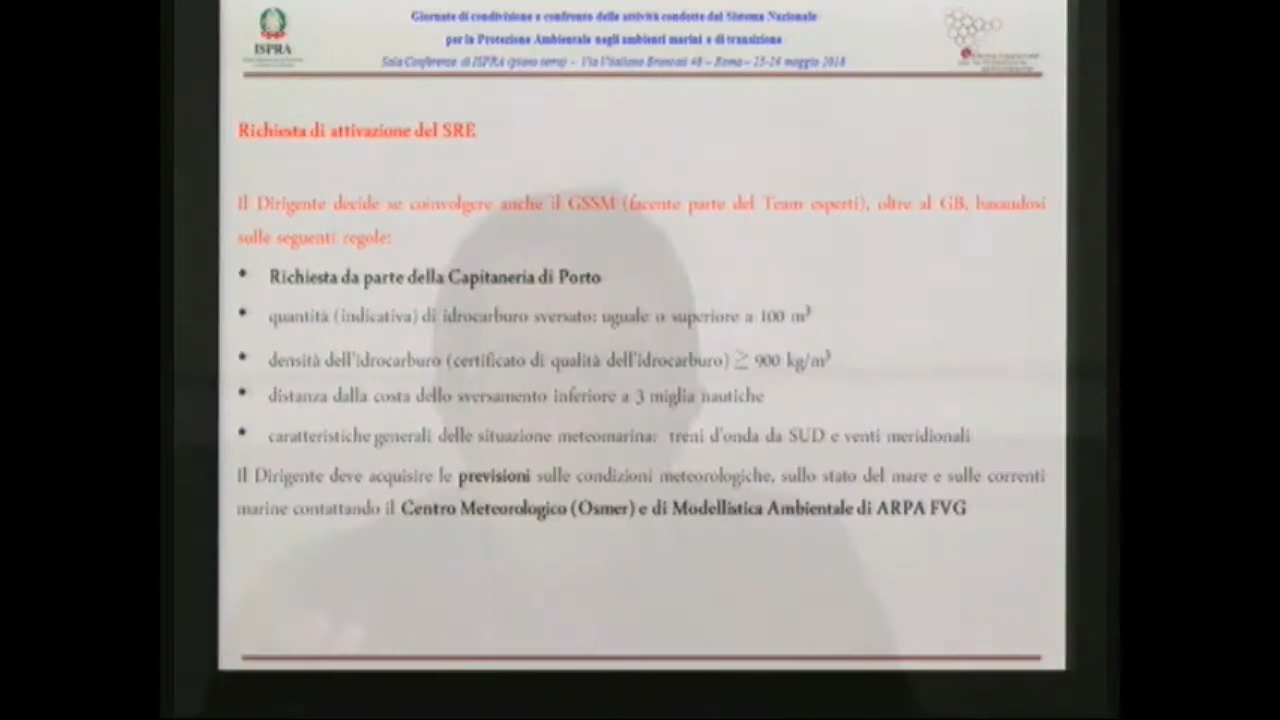 Giornate di condivisione e confronto delle attività condotte dal Sistema Nazionale
per la Protezione Ambientale negli ambienti marini e di transizione
Sala Conferenze di ISPRA (piano terra) - Via Vitaliano Brancati 48 - Roma - 23-24 maggio 2018
ISPRA
Richiesta di attivazione del SRE
Il Dirigente decide se coinvolgere anche il GSSM (facente parte del Team esperti), oltre al GB, basandosi
sulle seguenti regole:
• Richiesta da parte della Capitaneria di Porto
• quantità (indicativa) di idrocarburo sversato: uguale o superiore a 100 m³
• densità dell'idrocarburo (certificato di qualità dell'idrocarburo) ≥ 900 kg/m³
• distanza dalla costa dello sversamento inferiore a 3 miglia nautiche
• caratteristiche generali delle situazione meteomarina: treni d'onda da SUD e venti meridionali
Il Dirigente deve acquisire le previsioni sulle condizioni meteorologiche, sullo stato del mare e sulle correnti
marine contattando il Centro Meteorologico (Osmer) e di Modellistica Ambientale di ARPA FVG